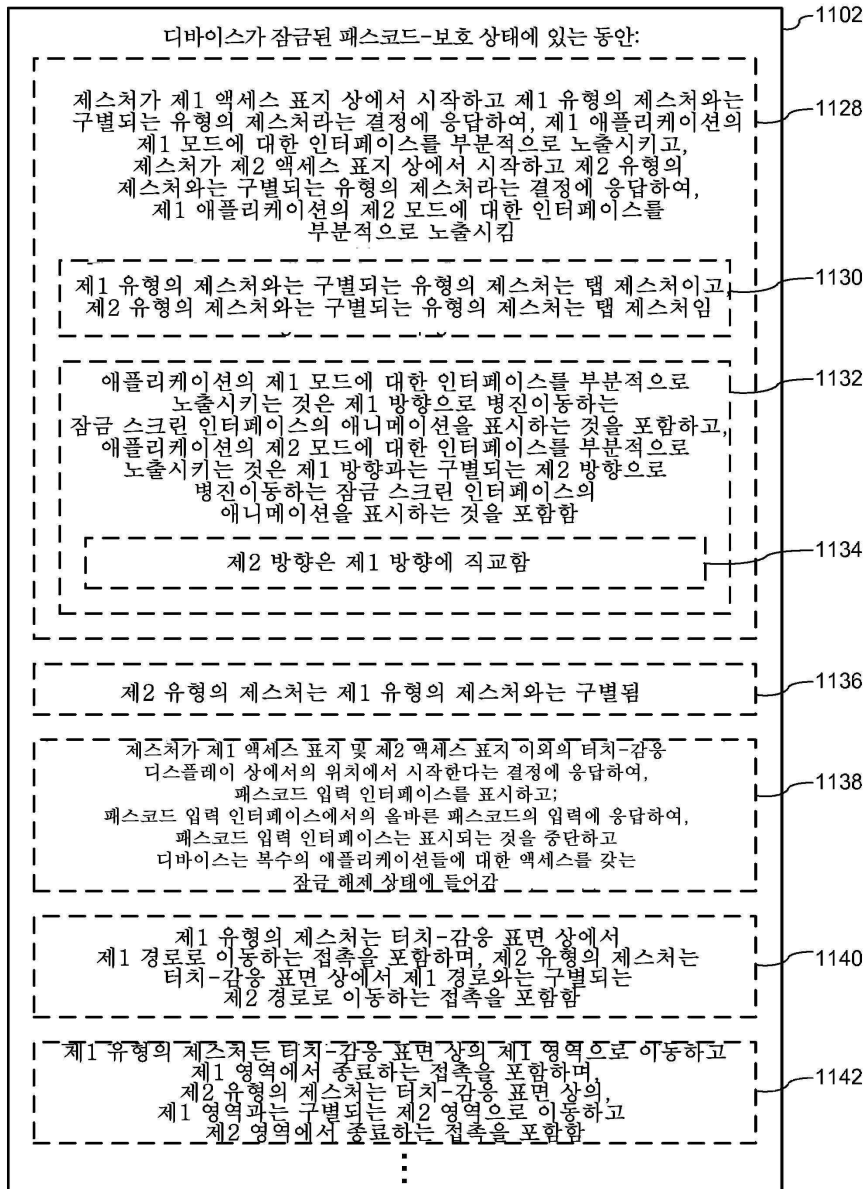 1102
디바이스가 잠금된 패스코드-보호 상태에 있는 동안:
제스처가 제1 액세스 표지 상에서 시작하고 제1 유형의 제스처와는
구별되는 유형의 제스처라는 결정에 응답하여, 제1 애플리케이션의
제1 모드에 대한 인터페이스를 부분적으로 노출시키고,
제스처가 제2 액세스 표지 상에서 시작하고 제2 유형의
제스처와는 구별되는 유형의 제스처라는 결정에 응답하여,
제1 애플리케이션의 제2 모드에 대한 인터페이스를
부분적으로 노출시킴
1128
제1 유형의 제스처와는 구별되는 유형의 제스처는 탭 제스처이고,
제2 유형의 제스처와는 구별되는 유형의 제스처는 탭 제스처임
1130
애플리케이션의 제1 모드에 대한 인터페이스를 부분적으로
노출시키는 것은 제1 방향으로 병진이동하는
잠금 스크린 인터페이스의 애니메이션을 표시하는 것을 포함하고,
애플리케이션의 제2 모드에 대한 인터페이스를 부분적으로
노출시키는 것은 제1 방향과는 구별되는 제2 방향으로
병진이동하는 잠금 스크린 인터페이스의
애니메이션을 표시하는 것을 포함함
1132
제2 방향은 제1 방향에 직교함
1134
제2 유형의 제스처는 제1 유형의 제스처와는 구별됨
1136
제스처가 제1 액세스 표지 및 제2 액세스 표지 이외의 터치-감응
디스플레이 상에서의 위치에서 시작한다는 결정에 응답하여,
패스코드 입력 인터페이스를 표시하고;
패스코드 입력 인터페이스에서의 올바른 패스코드의 입력에 응답하여,
패스코드 입력 인터페이스는 표시되는 것을 중단하고
디바이스는 복수의 애플리케이션들에 대한 액세스를 갖는
잠금 해제 상태에 들어감
1138
제1 유형의 제스처는 터치-감응 표면 상에서
제1 경로로 이동하는 접촉을 포함하며, 제2 유형의 제스처는
터치-감응 표면 상에서 제1 경로와는 구별되는
제2 경로로 이동하는 접촉을 포함함
1140
제1 유형의 제스처는 터치-감응 표면 상의 제1 영역으로 이동하고
제1 영역에서 종료하는 접촉을 포함하며,
제2 유형의 제스처는 터치-감응 표면 상의,
제1 영역과는 구별되는 제2 영역으로 이동하고
제2 영역에서 종료하는 접촉을 포함함
1142